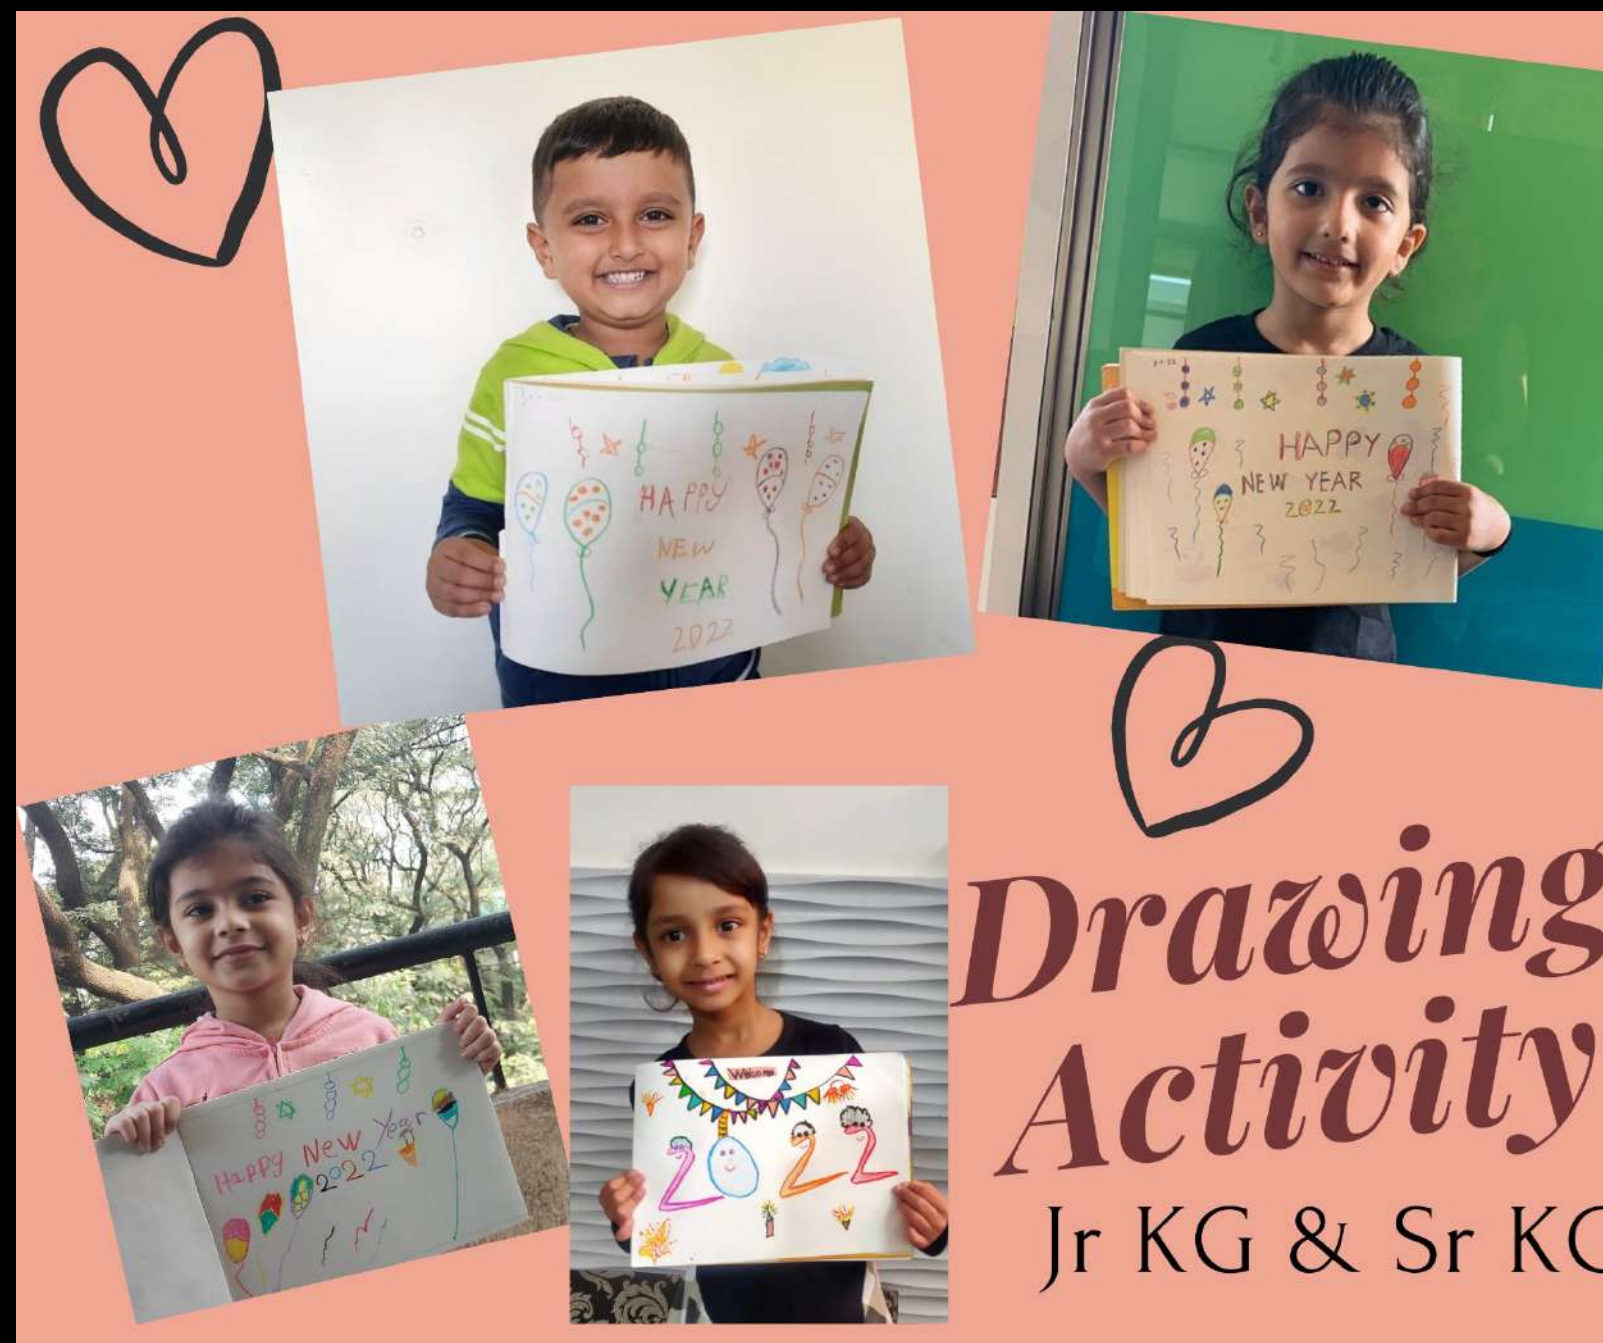 HAPPY
NEW
YEAR
2022
HAPPY
NEW YEAR
2022
Happy New Year
2022
Welcome
2022
Drawing
Activity
Jr KG & Sr KG